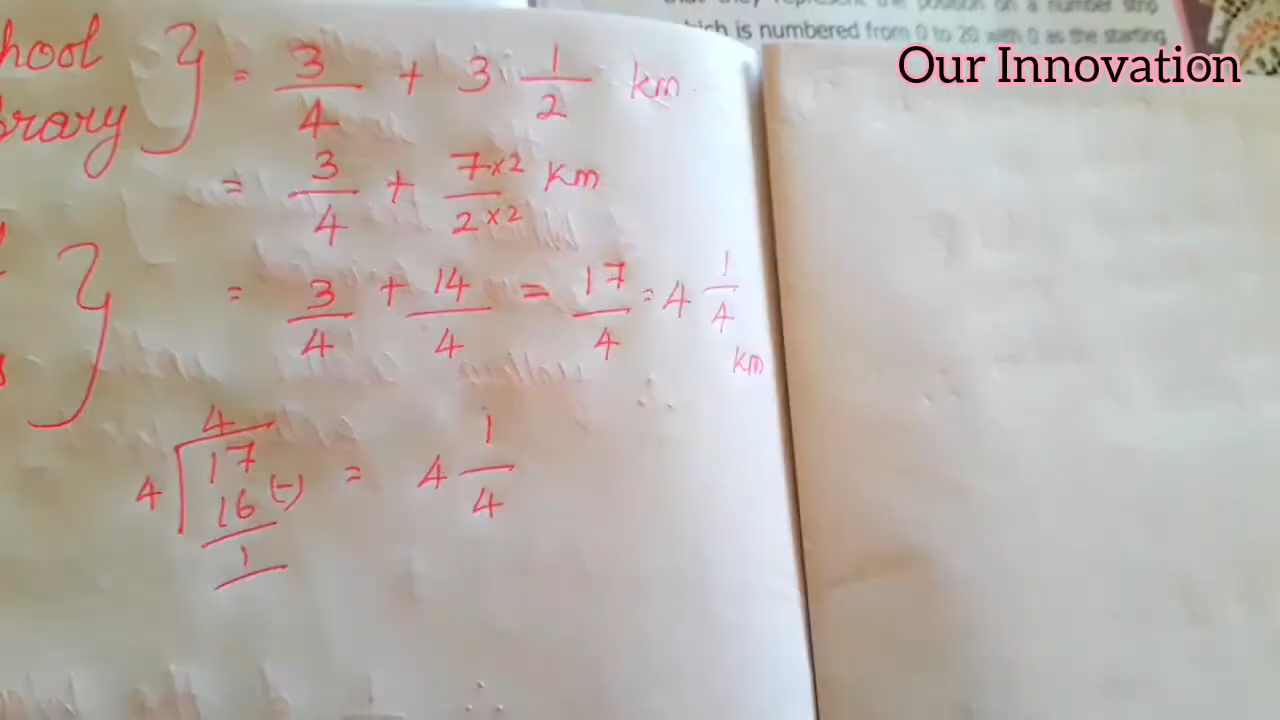 which is numbered from 0 to 20 with 0 as the starting
Our Innovation
hool } = 3/4 + 3 1/2 km
brary
= 3/4 + 7×2/2×2 km
} = 3/4 + 14/4 = 17/4 = 4 1/4
km
4
4 17 = 4 1/4
16 (-)
1